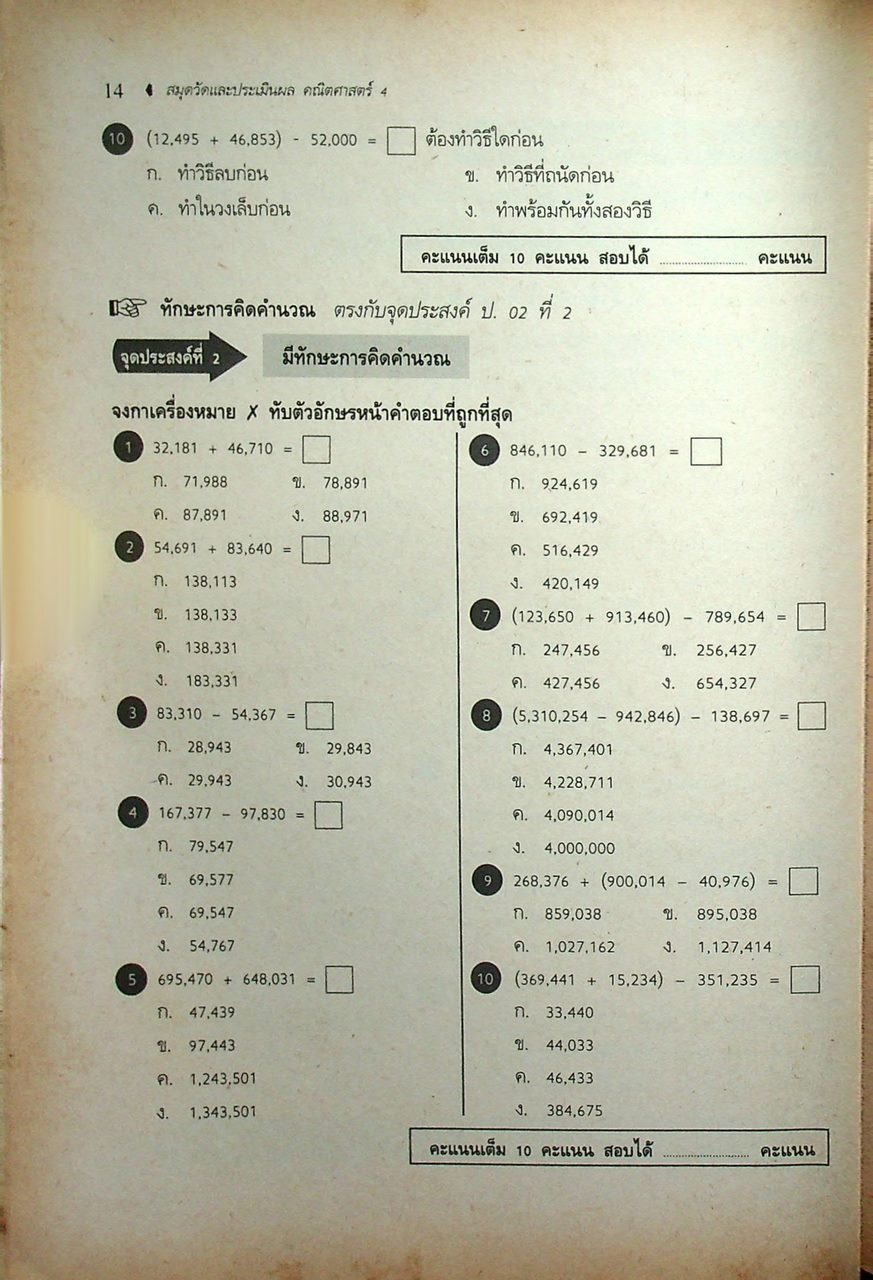 14 สมุดวัดและประเมินผล คณิตศาสตร์ 4
10 (12,495 + 46,853) - 52,000 = ต้องทำวิธีใดก่อน
ก. ทำวิธีลบก่อน ข. ทำวิธีที่ถนัดก่อน
ค. ทำในวงเล็บก่อน ง. ทำพร้อมกันทั้งสองวิธี
คะแนนเต็ม 10 คะแนน สอบได้ .......................... คะแนน
ทักษะการคิดคำนวณ ตรงกับจุดประสงค์ ป. 02 ที่ 2
จุดประสงค์ที่ 2 มีทักษะการคิดคำนวณ
จงกาเครื่องหมาย ✗ ทับตัวอักษรหน้าคำตอบที่ถูกที่สุด
1 32,181 + 46,710 =
ก. 71,988 ข. 78,891
ค. 87,891 ง. 88,971
2 54,691 + 83,640 =
ก. 138,113
ข. 138,133
ค. 138,331
ง. 183,331
3 83,310 - 54,367 =
ก. 28,943 ข. 29,843
ค. 29,943 ง. 30,943
4 167,377 - 97,830 =
ก. 79,547
ข. 69,577
ค. 69,547
ง. 54,767
5 695,470 + 648,031 =
ก. 47,439
ข. 97,443
ค. 1,243,501
ง. 1,343,501
6 846,110 - 329,681 =
ก. 924,619
ข. 692,419
ค. 516,429
ง. 420,149
7 (123,650 + 913,460) - 789,654 =
ก. 247,456 ข. 256,427
ค. 427,456 ง. 654,327
8 (5,310,254 - 942,846) - 138,697 =
ก. 4,367,401
ข. 4,228,711
ค. 4,090,014
ง. 4,000,000
9 268,376 + (900,014 - 40,976) =
ก. 859,038 ข. 895,038
ค. 1,027,162 ง. 1,127,414
10 (369,441 + 15,234) - 351,235 =
ก. 33,440
ข. 44,033
ค. 46,433
ง. 384,675
คะแนนเต็ม 10 คะแนน สอบได้ .......................... คะแนน